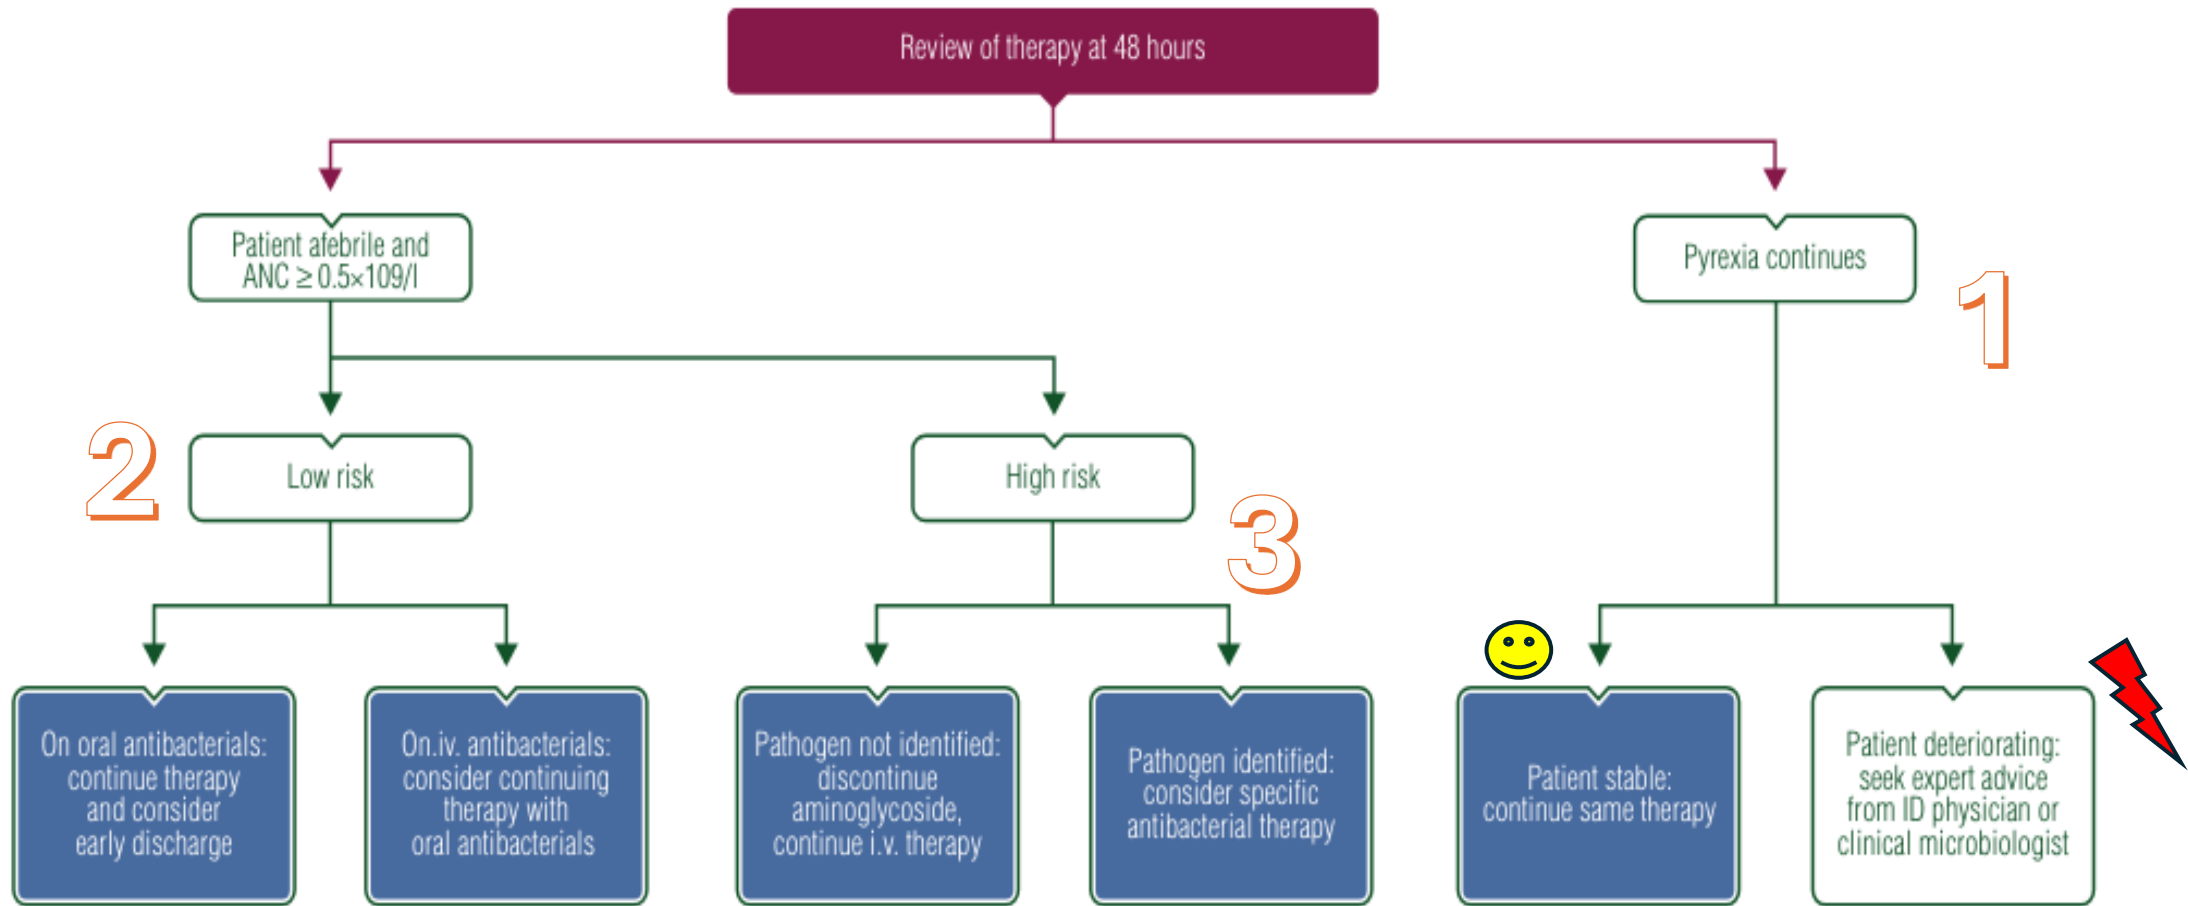 Review of therapy at 48 hours
Patient afebrile and
ANC ≥ 0.5×109/l
Pyrexia continues
1
2
Low risk
High risk
3
On oral antibacterials:
continue therapy
and consider
early discharge
On.iv. antibacterials:
consider continuing
therapy with
oral antibacterials
Pathogen not identified:
discontinue
aminoglycoside,
continue i.v. therapy
Pathogen identified:
consider specific
antibacterial therapy
Patient stable:
continue same therapy
Patient deteriorating:
seek expert advice
from ID physician or
clinical microbiologist